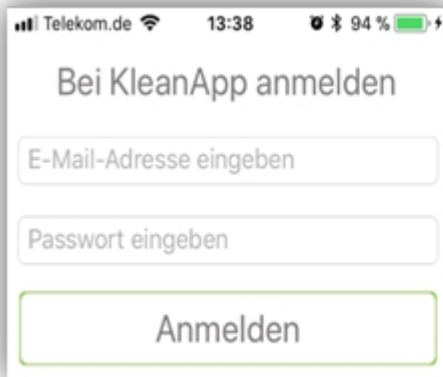 Telekom.de 13:38 94 %
Bei KleanApp anmelden
E-Mail-Adresse eingeben
Passwort eingeben
Anmelden